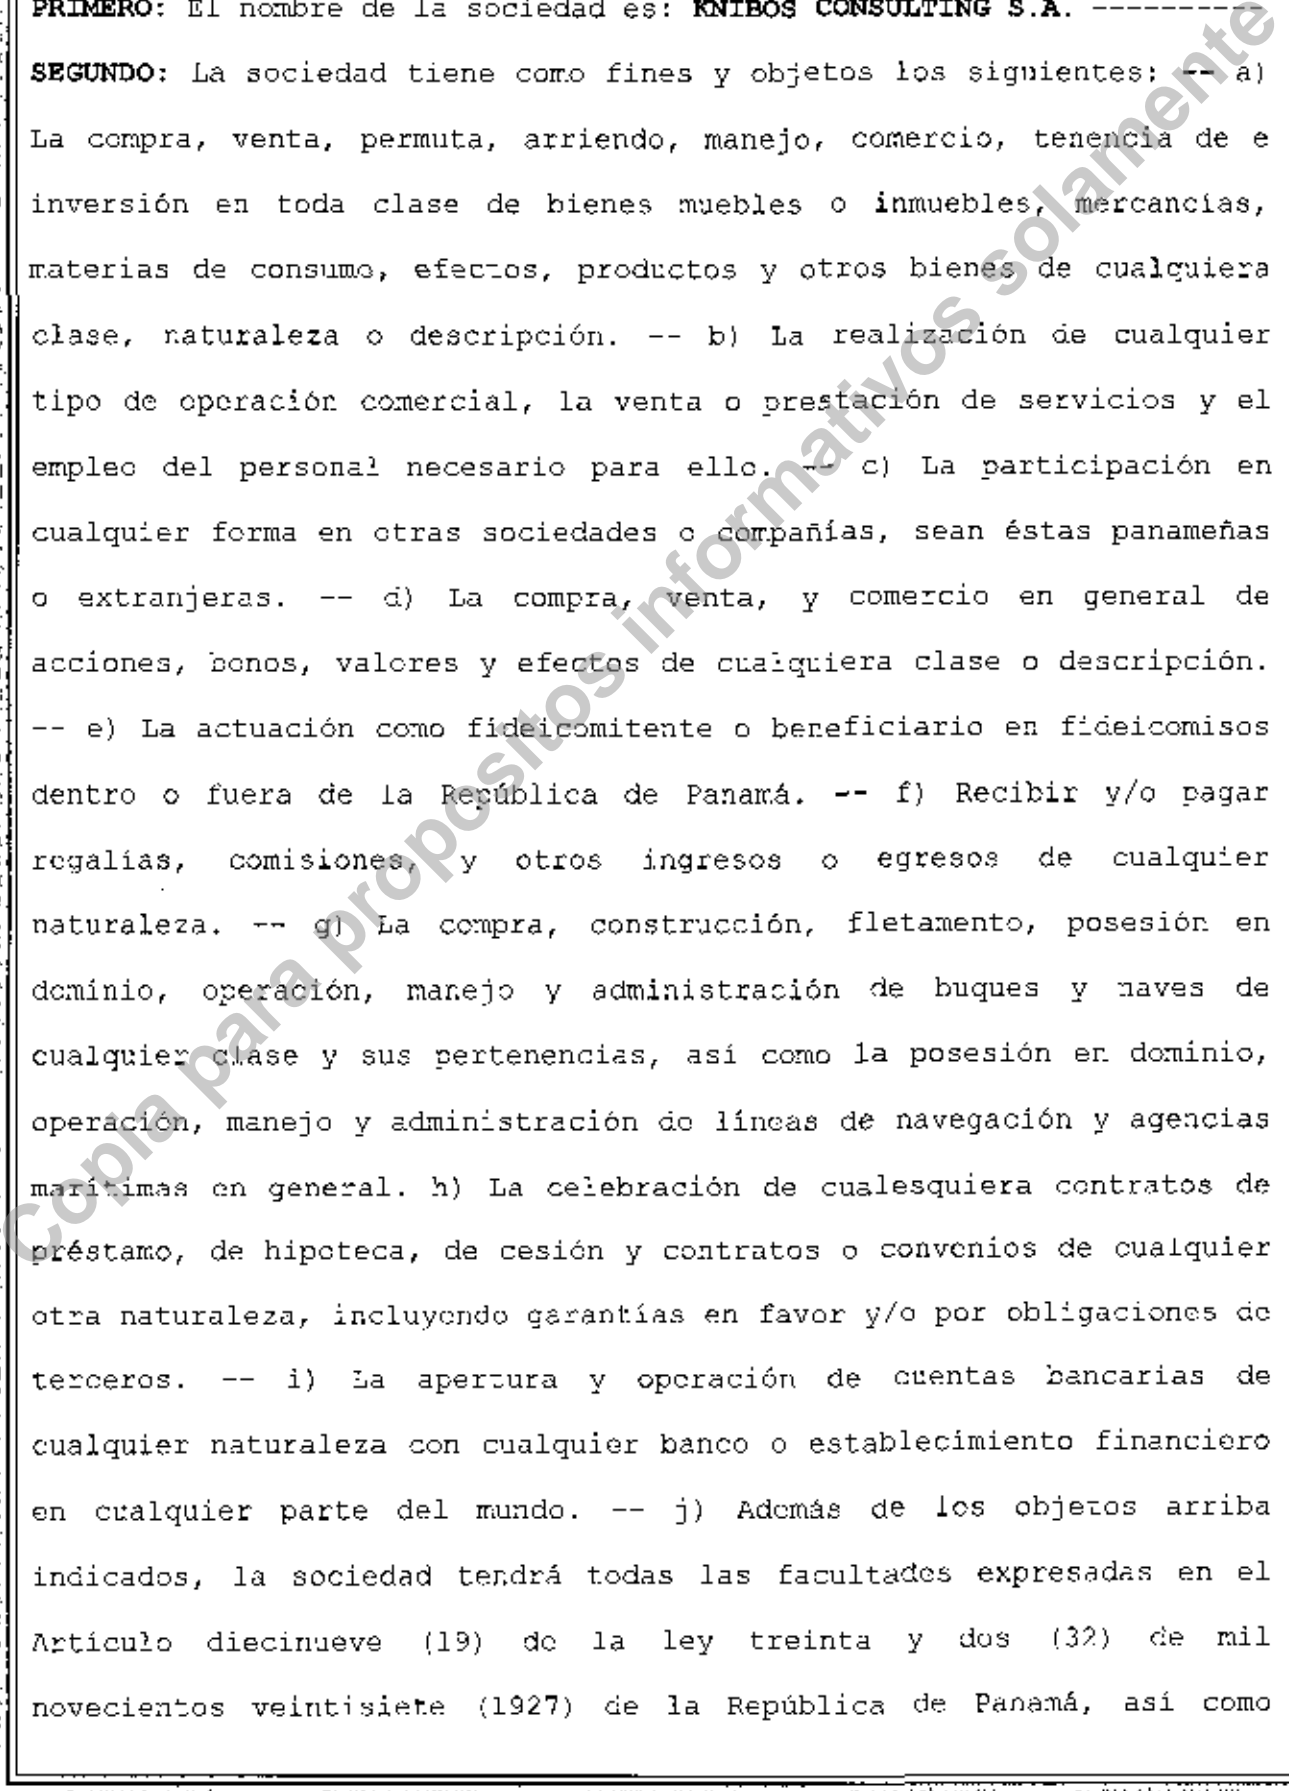 PRIMERO: El nombre de la sociedad es: KNIBOS CONSULTING S.A. ----------
SEGUNDO: La sociedad tiene como fines y objetos los siguientes: -- a)
La compra, venta, permuta, arriendo, manejo, comercio, tenencia de e
inversión en toda clase de bienes muebles o inmuebles, mercancías,
materias de consumo, efectos, productos y otros bienes de cualquiera
clase, naturaleza o descripción. -- b) La realización de cualquier
tipo de operación comercial, la venta o prestación de servicios y el
empleo del personal necesario para ello. -- c) La participación en
cualquier forma en otras sociedades o compañías, sean éstas panameñas
o extranjeras. -- d) La compra, venta, y comercio en general de
acciones, bonos, valores y efectos de cualquiera clase o descripción.
-- e) La actuación como fideicomitente o beneficiario en fideicomisos
dentro o fuera de la República de Panamá. -- f) Recibir y/o pagar
regalías, comisiones, y otros ingresos o egresos de cualquier
naturaleza. -- g) La compra, construcción, fletamento, posesión en
dominio, operación, manejo y administración de buques y naves de
cualquier clase y sus pertenencias, así como la posesión en dominio,
operación, manejo y administración de líneas de navegación y agencias
marítimas en general. h) La celebración de cualesquiera contratos de
préstamo, de hipoteca, de cesión y contratos o convenios de cualquier
otra naturaleza, incluyendo garantías en favor y/o por obligaciones de
terceros. -- i) La apertura y operación de cuentas bancarias de
cualquier naturaleza con cualquier banco o establecimiento financiero
en cualquier parte del mundo. -- j) Además de los objetos arriba
indicados, la sociedad tendrá todas las facultades expresadas en el
Artículo diecinueve (19) de la ley treinta y dos (32) de mil
novecientos veintisiete (1927) de la República de Panamá, así como
Copia para propositos informativos solamente